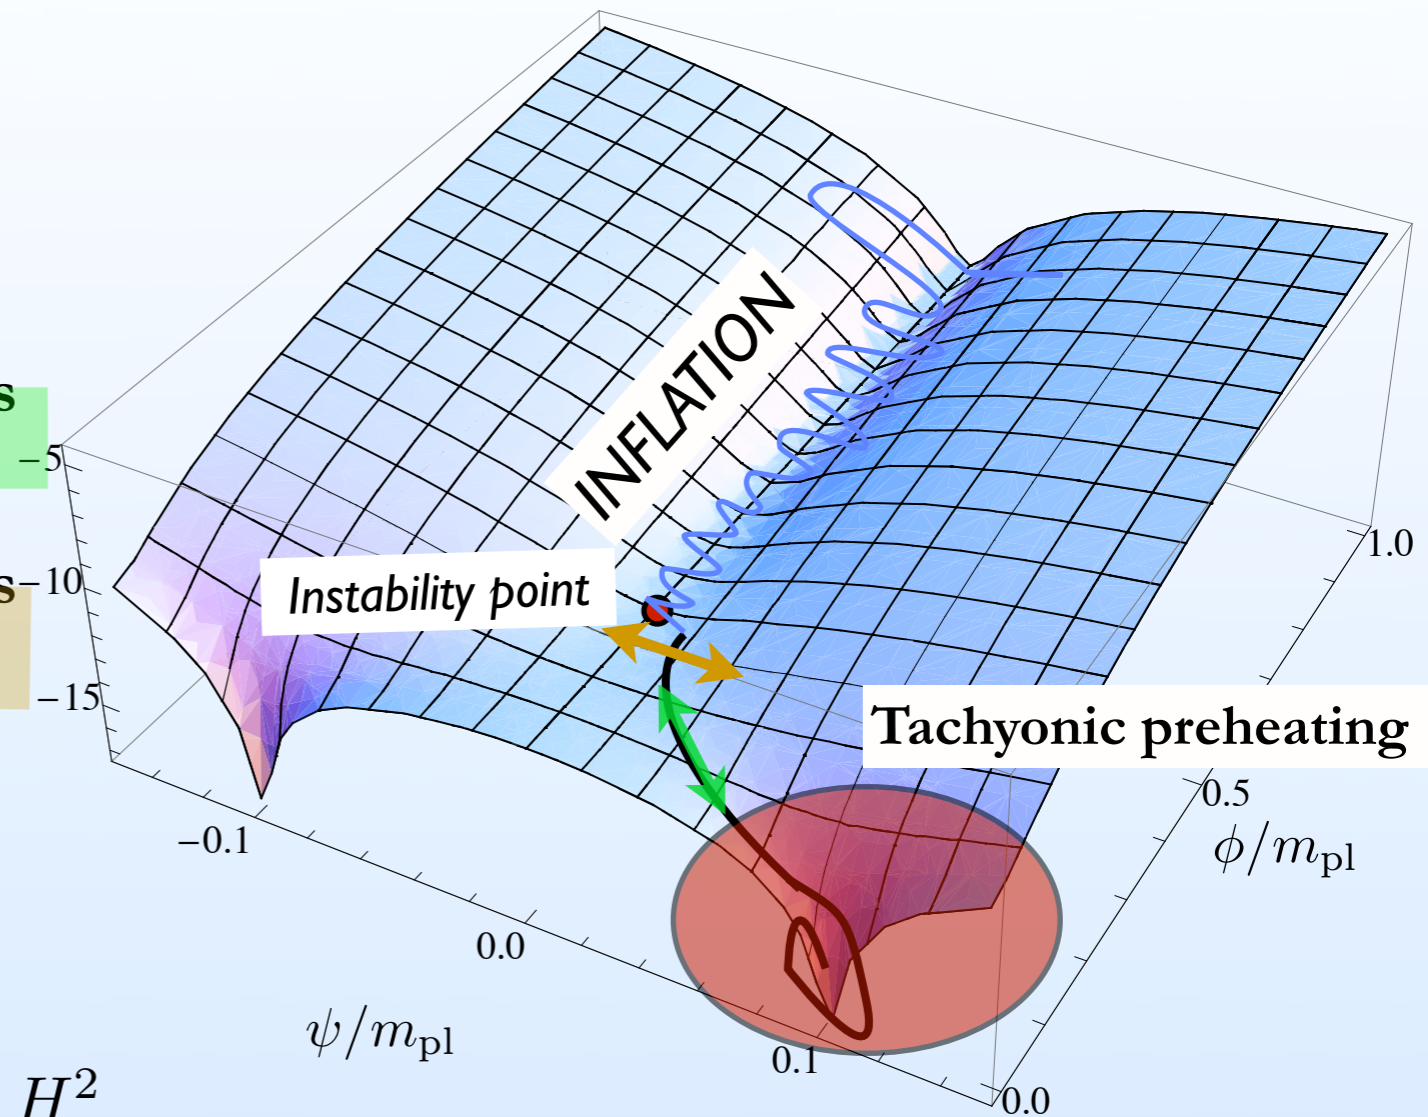 INFLATION
s
−5
s
−10
Instability point
−15
1.0
Tachyonic preheating
0.5
ϕ/m_pl
−0.1
0.0
ψ/m_pl
0.1
H²
0.0